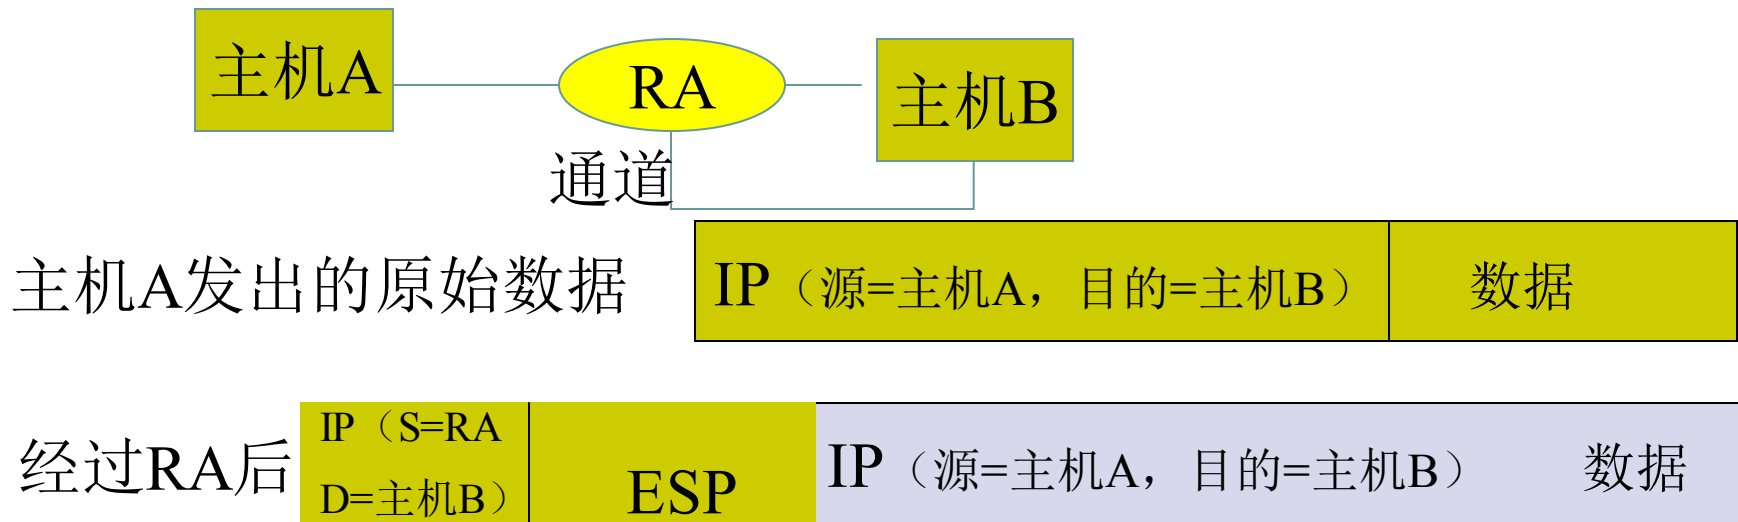 主机A
RA
主机B
通道
主机A发出的原始数据
IP（源=主机A，目的=主机B）
数据
经过RA后
IP（S=RA
D=主机B）
ESP
IP（源=主机A，目的=主机B）
数据